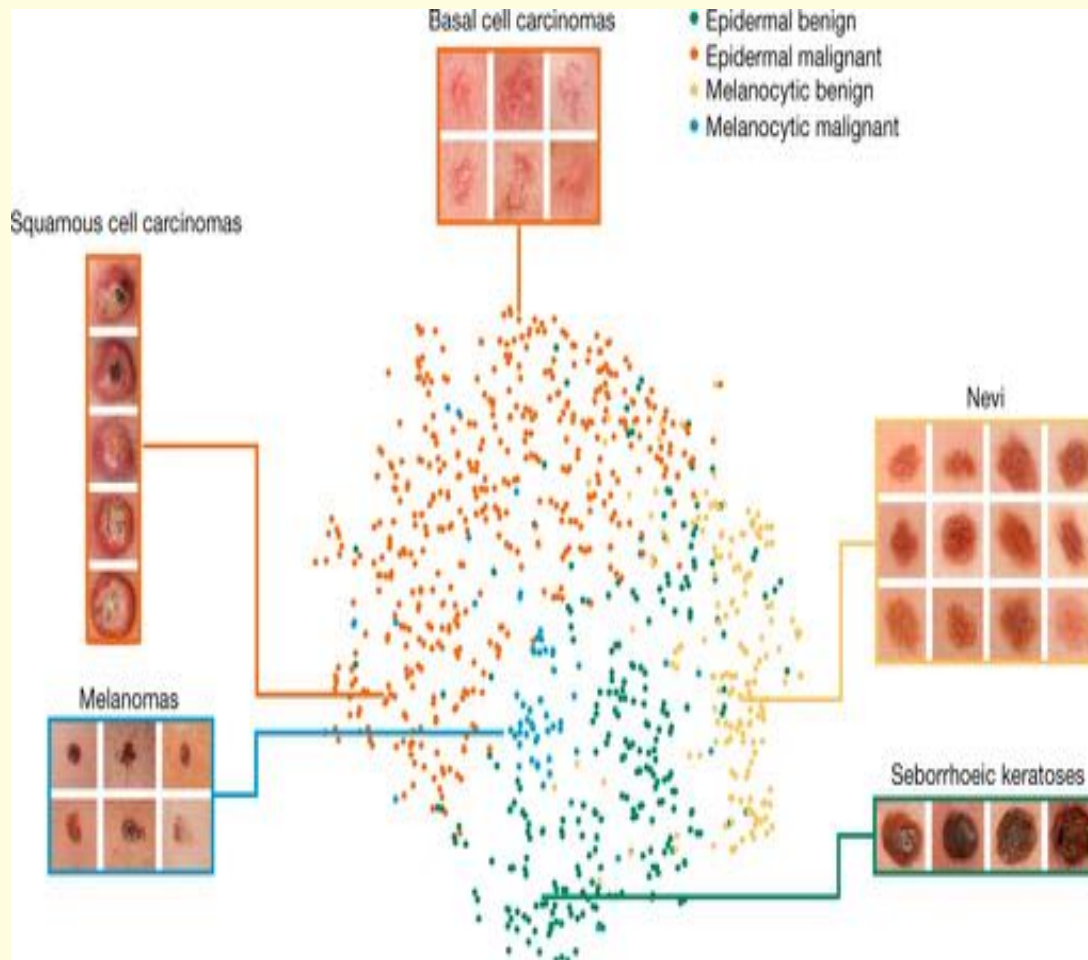 Basal cell carcinomas
Epidermal benign
Epidermal malignant
Melanocytic benign
Melanocytic malignant
Squamous cell carcinomas
Nevi
Melanomas
Seborrhoeic keratoses